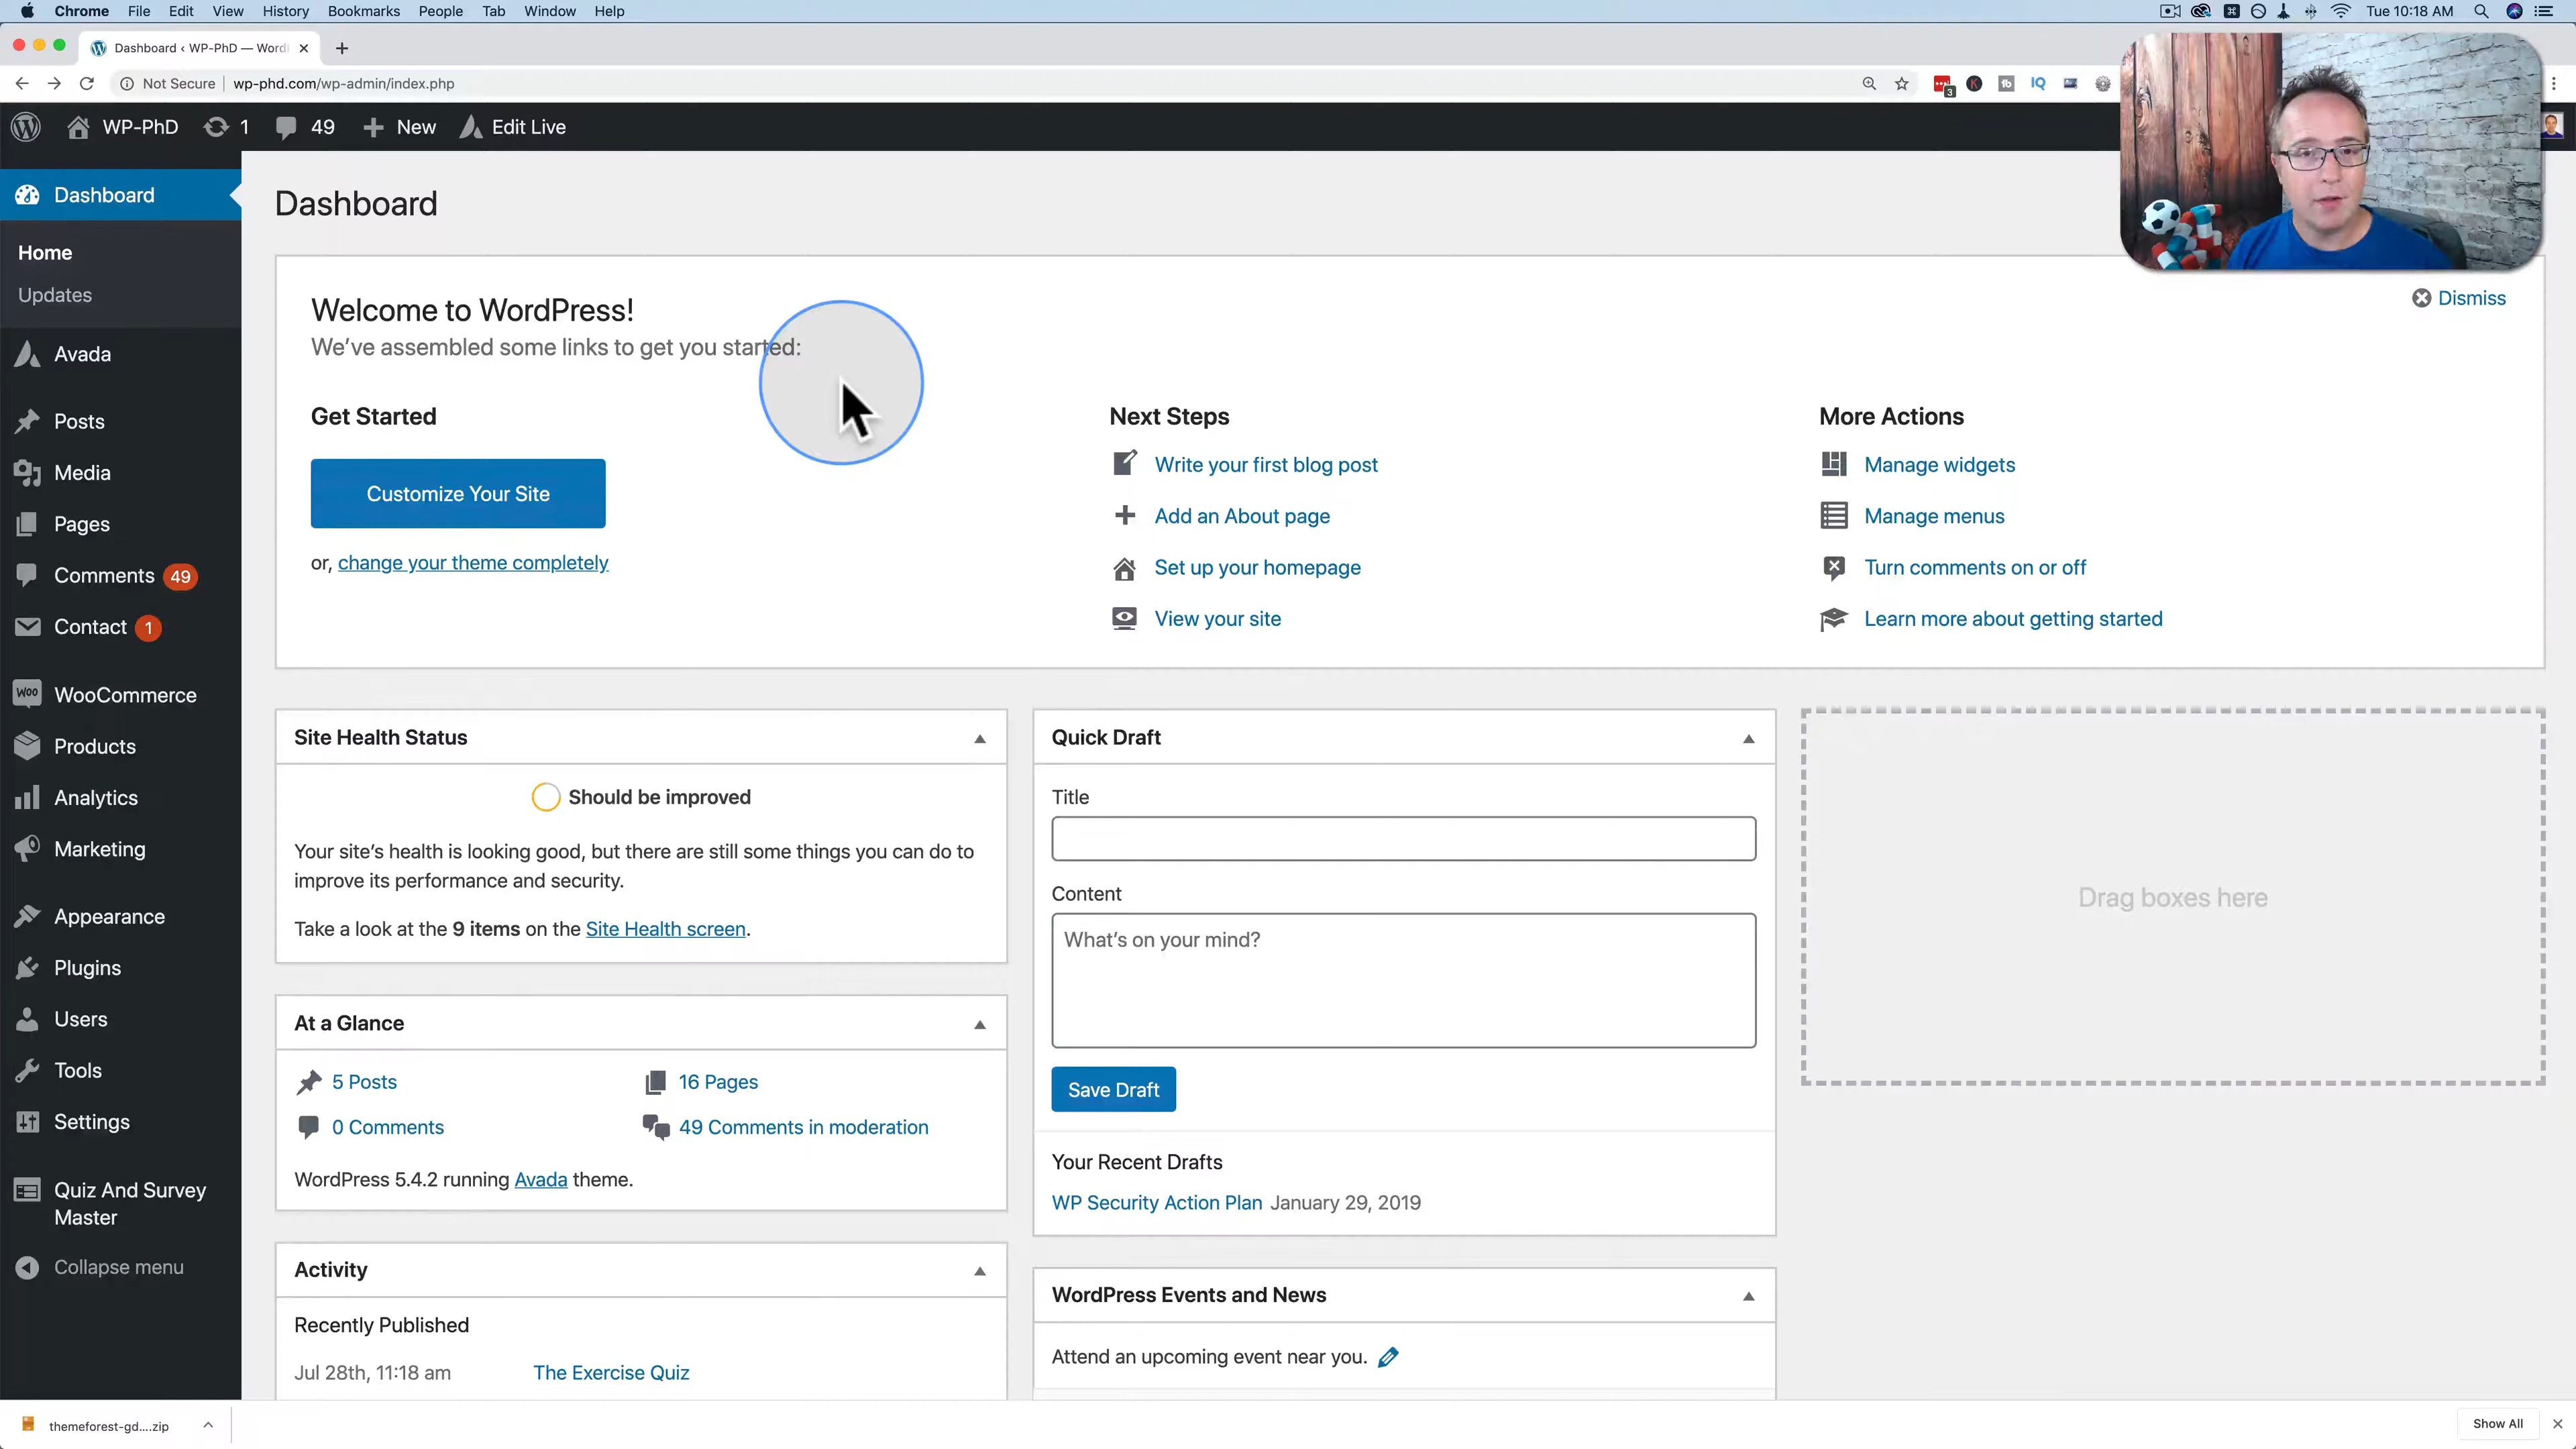 Chrome File Edit View History Bookmarks People Tab Window Help
Tue 10:18 AM
Dashboard ‹ WP-PhD — Word
Not Secure wp-phd.com/wp-admin/index.php
3
IQ
WP-PhD 1 49 New Edit Live
Dashboard
Home
Updates
Avada
Posts
Media
Pages
Comments 49
Contact 1
WooCommerce
Products
Analytics
Marketing
Appearance
Plugins
Users
Tools
Settings
Quiz And Survey
Master
Collapse menu
Dashboard
Welcome to WordPress!
Dismiss
We've assembled some links to get you started:
Get Started
Customize Your Site
or, change your theme completely
Next Steps
Write your first blog post
Add an About page
Set up your homepage
View your site
More Actions
Manage widgets
Manage menus
Turn comments on or off
Learn more about getting started
Site Health Status
Should be improved
Your site's health is looking good, but there are still some things you can do to
improve its performance and security.
Take a look at the 9 items on the Site Health screen.
At a Glance
5 Posts
16 Pages
0 Comments
49 Comments in moderation
WordPress 5.4.2 running Avada theme.
Activity
Recently Published
Jul 28th, 11:18 am The Exercise Quiz
Quick Draft
Title
Content
What's on your mind?
Save Draft
Your Recent Drafts
WP Security Action Plan January 29, 2019
WordPress Events and News
Attend an upcoming event near you.
Drag boxes here
themeforest-gd....zip
Show All